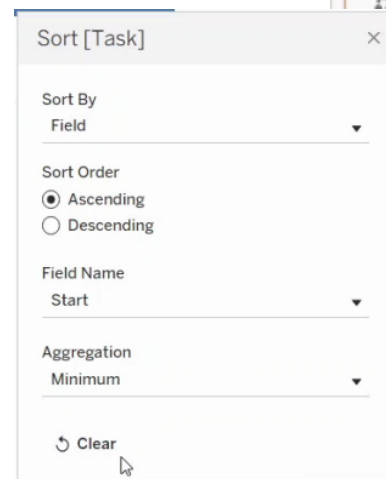 Sort [Task]
Sort By
Field
Sort Order
Ascending
Descending
Field Name
Start
Aggregation
Minimum
Clear